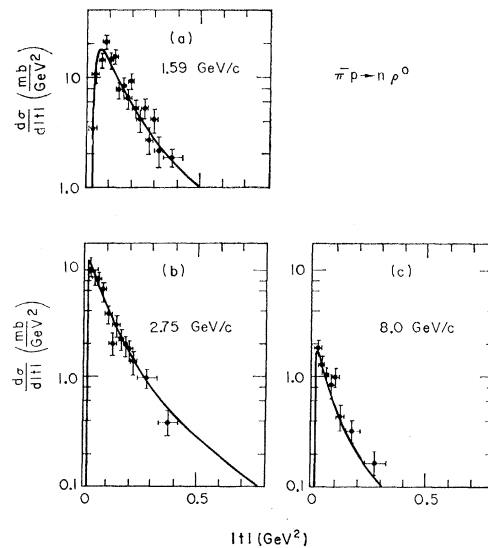 (a)
1.59 GeV/c
π⁻p→n ρ⁰
dσ/d|t| (mb/GeV²)
10
1.0
(b)
2.75 GeV/c
(c)
8.0 GeV/c
dσ/d|t| (mb/GeV²)
10
1.0
0.1
10
1.0
0.1
0
0.5
0
0.5
|t| (GeV²)